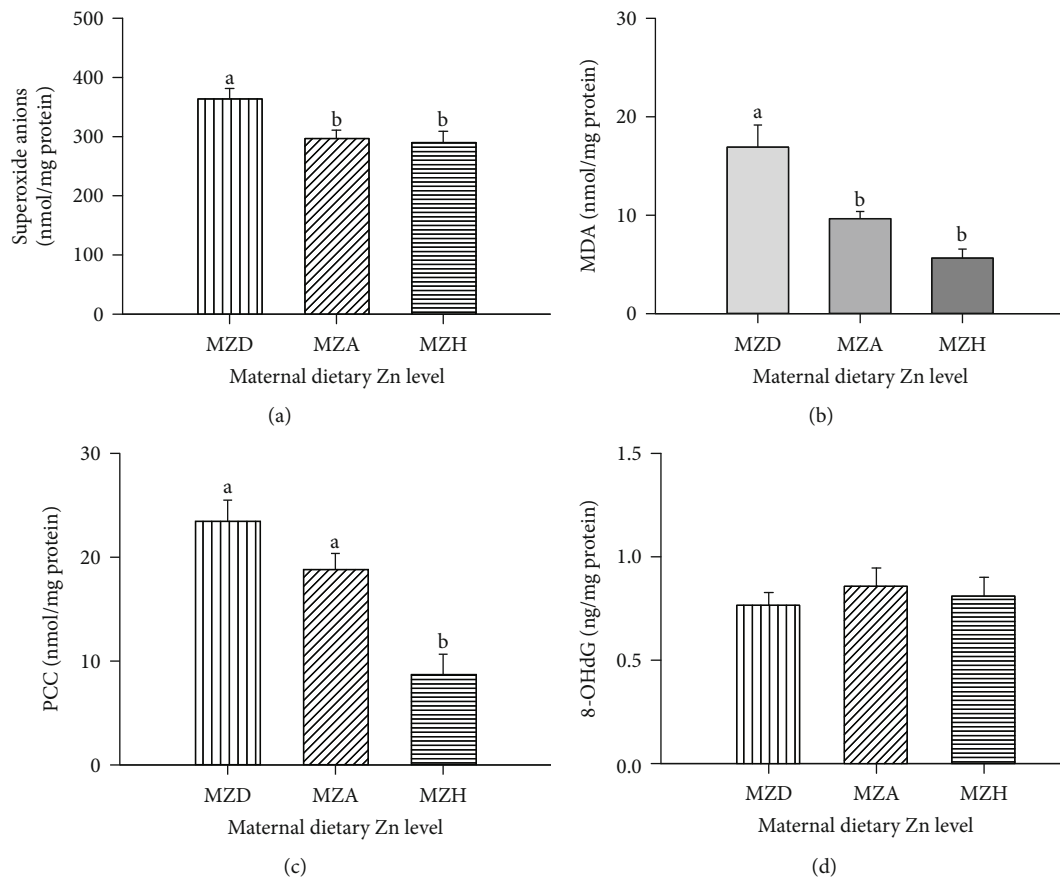 Superoxide anions
(nmol/mg protein)
500
400
300
200
100
0
a
b
b
MZD MZA MZH
Maternal dietary Zn level
(a)
MDA (nmol/mg protein)
30
20
10
0
a
b
b
MZD MZA MZH
Maternal dietary Zn level
(b)
PCC (nmol/mg protein)
30
20
10
0
a
a
b
MZD MZA MZH
Maternal dietary Zn level
(c)
8-OHdG (ng/mg protein)
1.5
1.0
0.5
0.0
MZD MZA MZH
Maternal dietary Zn level
(d)